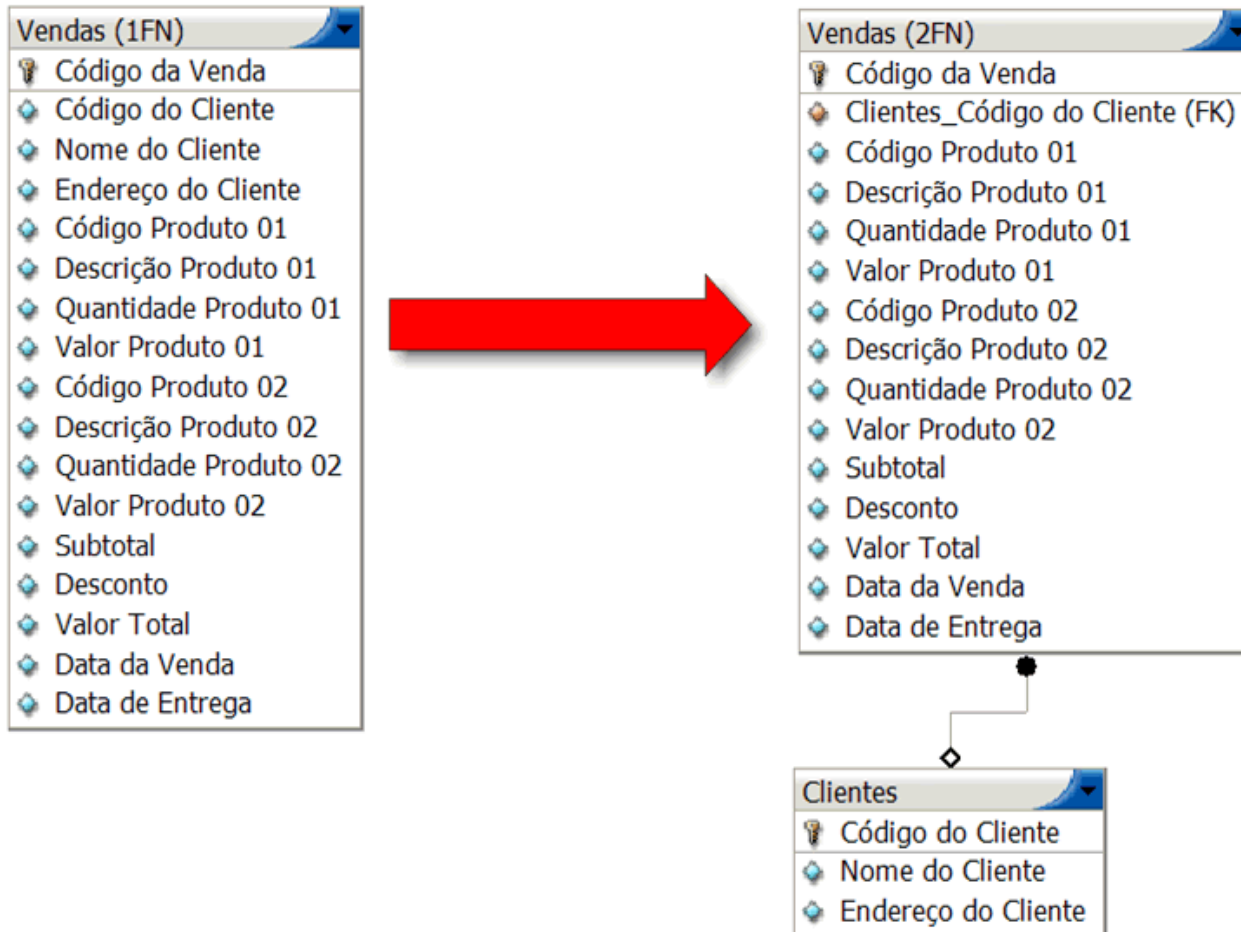 Vendas (1FN)
Código da Venda
Código do Cliente
Nome do Cliente
Endereço do Cliente
Código Produto 01
Descrição Produto 01
Quantidade Produto 01
Valor Produto 01
Código Produto 02
Descrição Produto 02
Quantidade Produto 02
Valor Produto 02
Subtotal
Desconto
Valor Total
Data da Venda
Data de Entrega
Vendas (2FN)
Código da Venda
Clientes_Código do Cliente (FK)
Código Produto 01
Descrição Produto 01
Quantidade Produto 01
Valor Produto 01
Código Produto 02
Descrição Produto 02
Quantidade Produto 02
Valor Produto 02
Subtotal
Desconto
Valor Total
Data da Venda
Data de Entrega
Clientes
Código do Cliente
Nome do Cliente
Endereço do Cliente